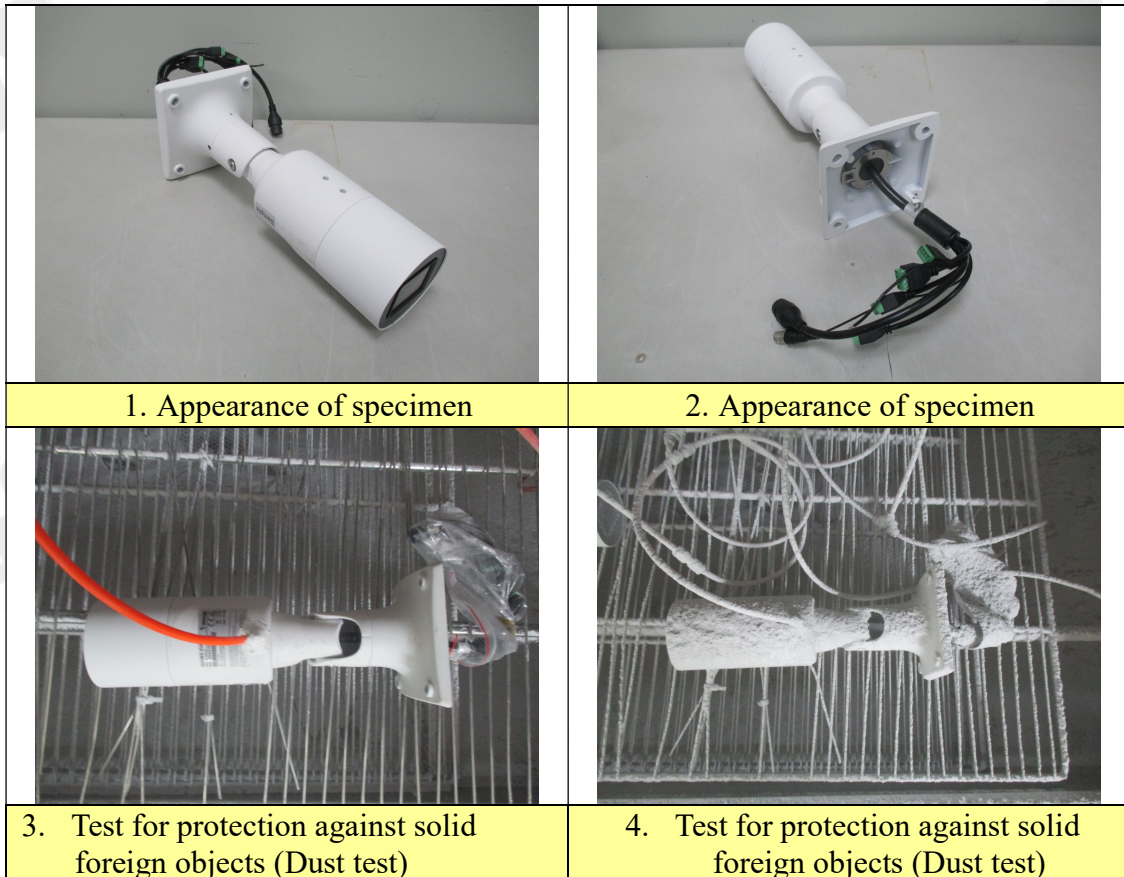 1. Appearance of specimen
2. Appearance of specimen
3. Test for protection against solid
foreign objects (Dust test)
4. Test for protection against solid
foreign objects (Dust test)